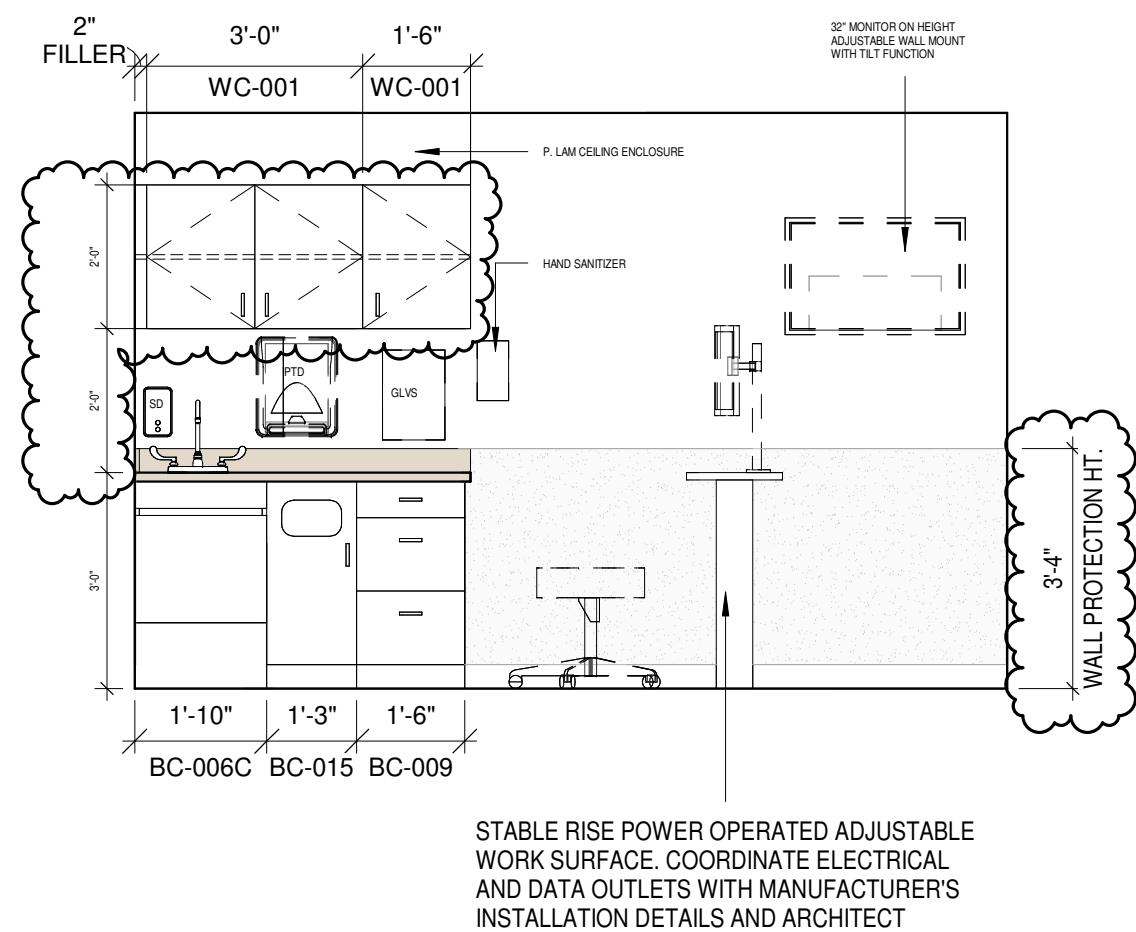 2"
FILLER
3'-0"
1'-6"
WC-001
WC-001
32" MONITOR ON HEIGHT
ADJUSTABLE WALL MOUNT
WITH TILT FUNCTION
P. LAM CEILING ENCLOSURE
2'-0"
HAND SANITIZER
2'-0"
SD
PTD
GLVS
3'-0"
3'-4"
WALL PROTECTION HT.
1'-10"
1'-3"
1'-6"
BC-006C
BC-015
BC-009
STABLE RISE POWER OPERATED ADJUSTABLE
WORK SURFACE. COORDINATE ELECTRICAL
AND DATA OUTLETS WITH MANUFACTURER'S
INSTALLATION DETAILS AND ARCHITECT